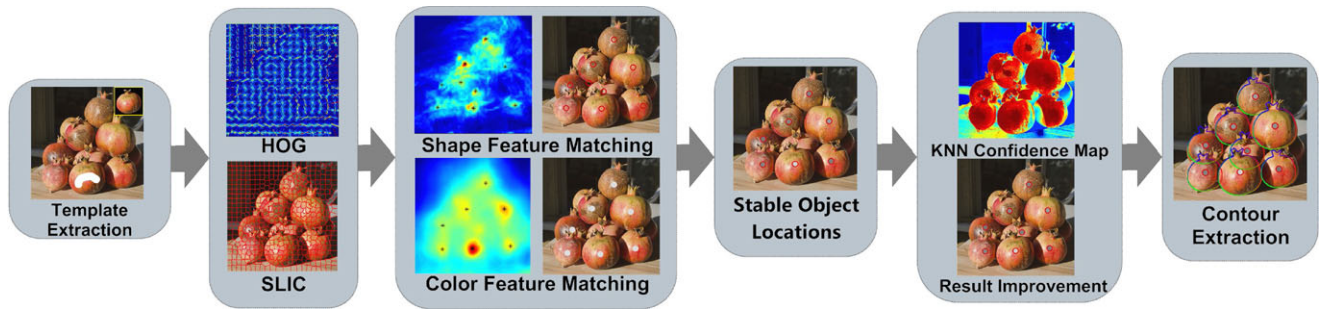 Template
Extraction
HOG
SLIC
Shape Feature Matching
Color Feature Matching
Stable Object
Locations
KNN Confidence Map
Result Improvement
Contour
Extraction